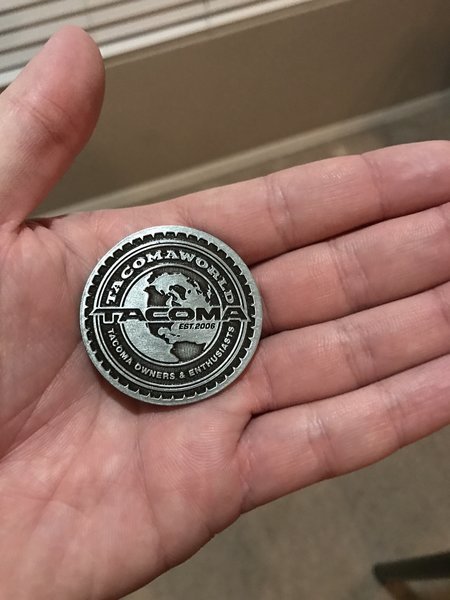 TACOMAWORLD
TACOMA
EST. 2006
TACOMA OWNERS & ENTHUSIASTS